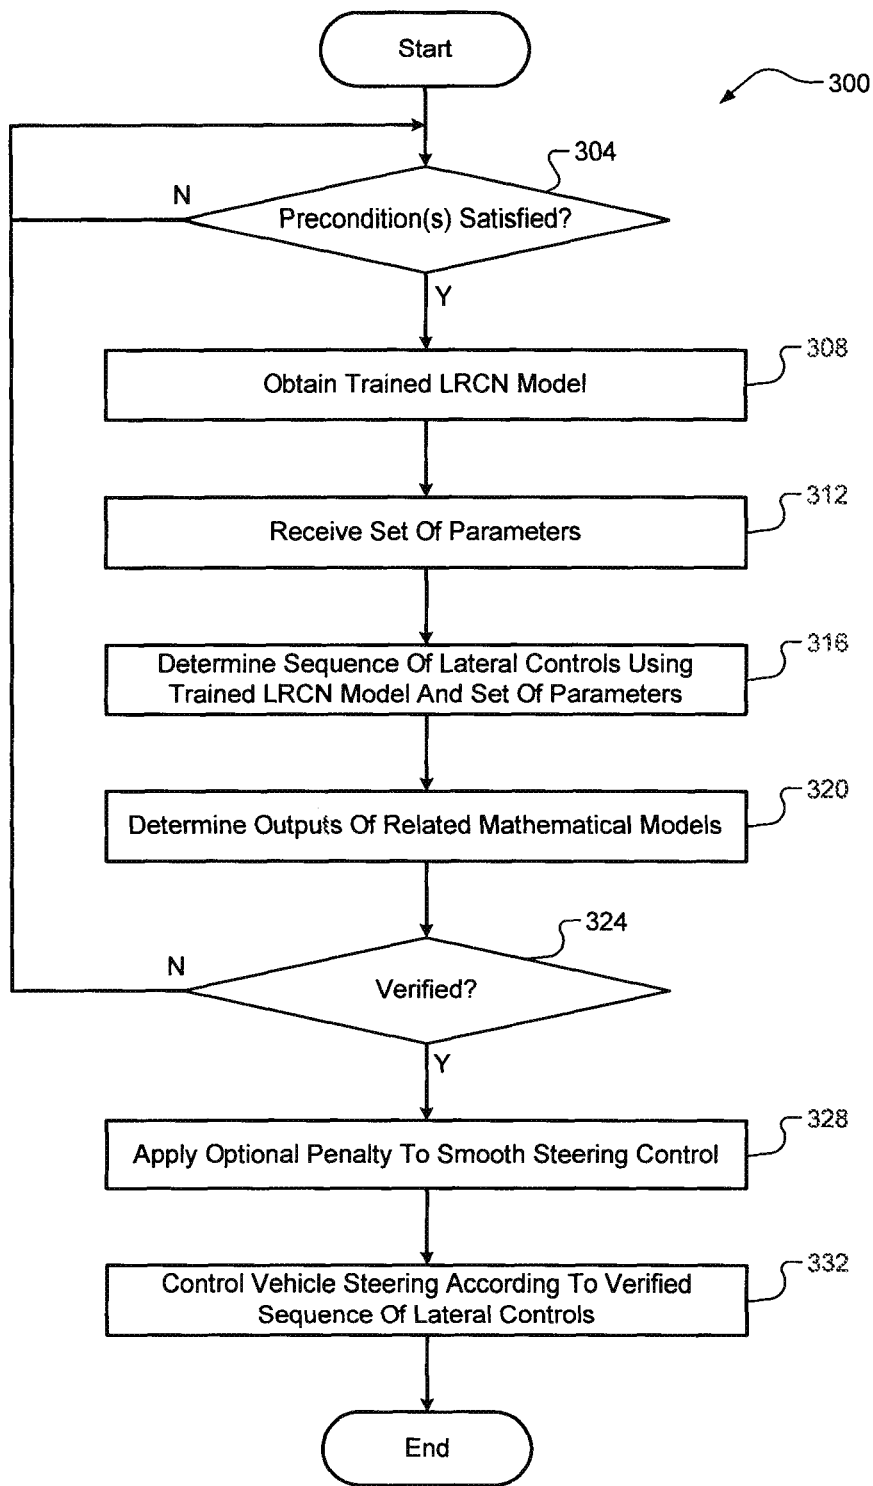 Start
300
304
N
Precondition(s) Satisfied?
Y
308
Obtain Trained LRCN Model
312
Receive Set Of Parameters
316
Determine Sequence Of Lateral Controls Using
Trained LRCN Model And Set Of Parameters
320
Determine Outputs Of Related Mathematical Models
324
N
Verified?
Y
328
Apply Optional Penalty To Smooth Steering Control
332
Control Vehicle Steering According To Verified
Sequence Of Lateral Controls
End